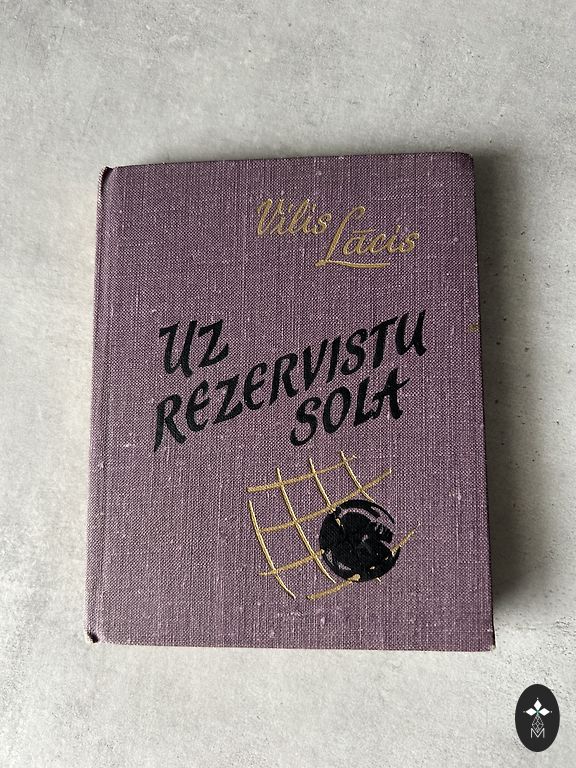 Vilis
Lācis
UZ
REZERVISTU
SOLA
M